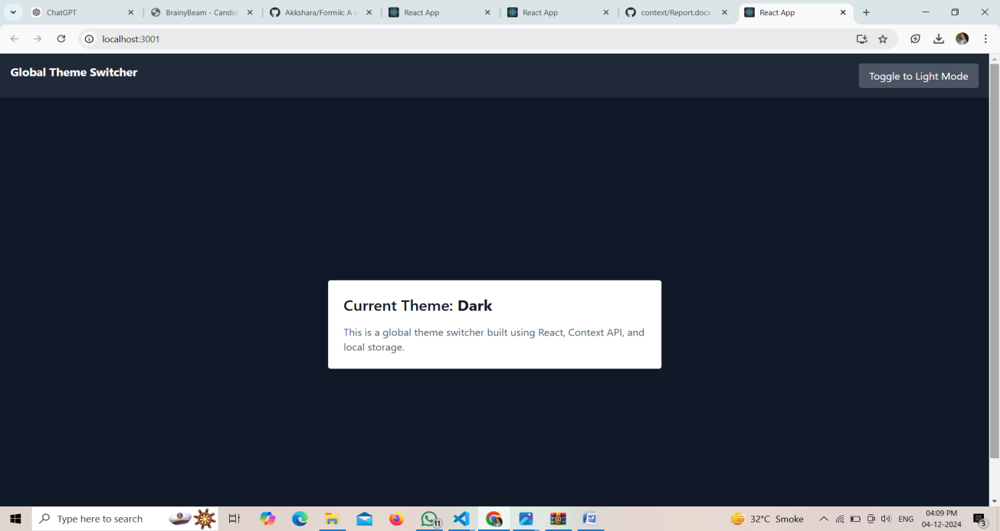 ChatGPT
BrainyBeam - Candid
Akkshara/Formik: A u
React App
React App
context/Report.docx
React App
localhost:3001
Global Theme Switcher
Toggle to Light Mode
Current Theme: Dark
This is a global theme switcher built using React, Context API, and
local storage.
Type here to search
11
32°C Smoke
ENG
04:09 PM
04-12-2024
3